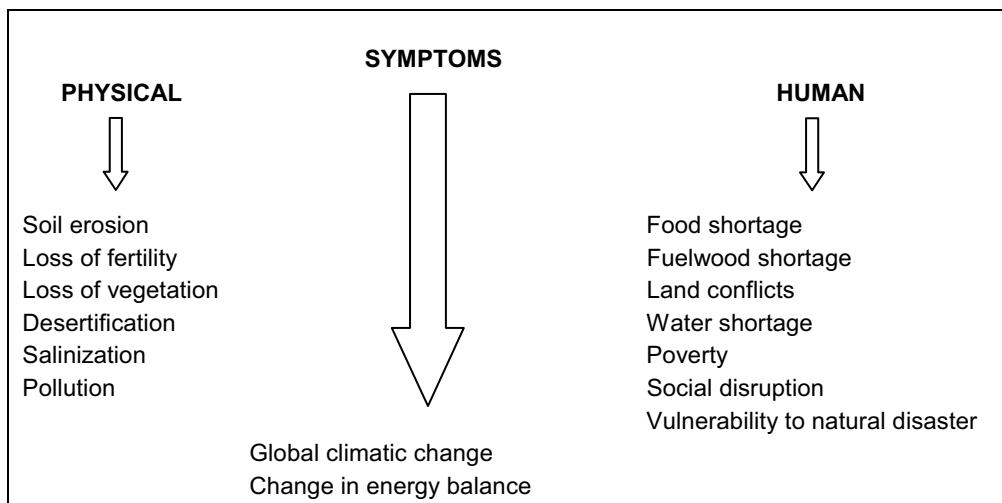 SYMPTOMS
PHYSICAL
HUMAN
Soil erosion
Loss of fertility
Loss of vegetation
Desertification
Salinization
Pollution
Food shortage
Fuelwood shortage
Land conflicts
Water shortage
Poverty
Social disruption
Vulnerability to natural disaster
Global climatic change
Change in energy balance